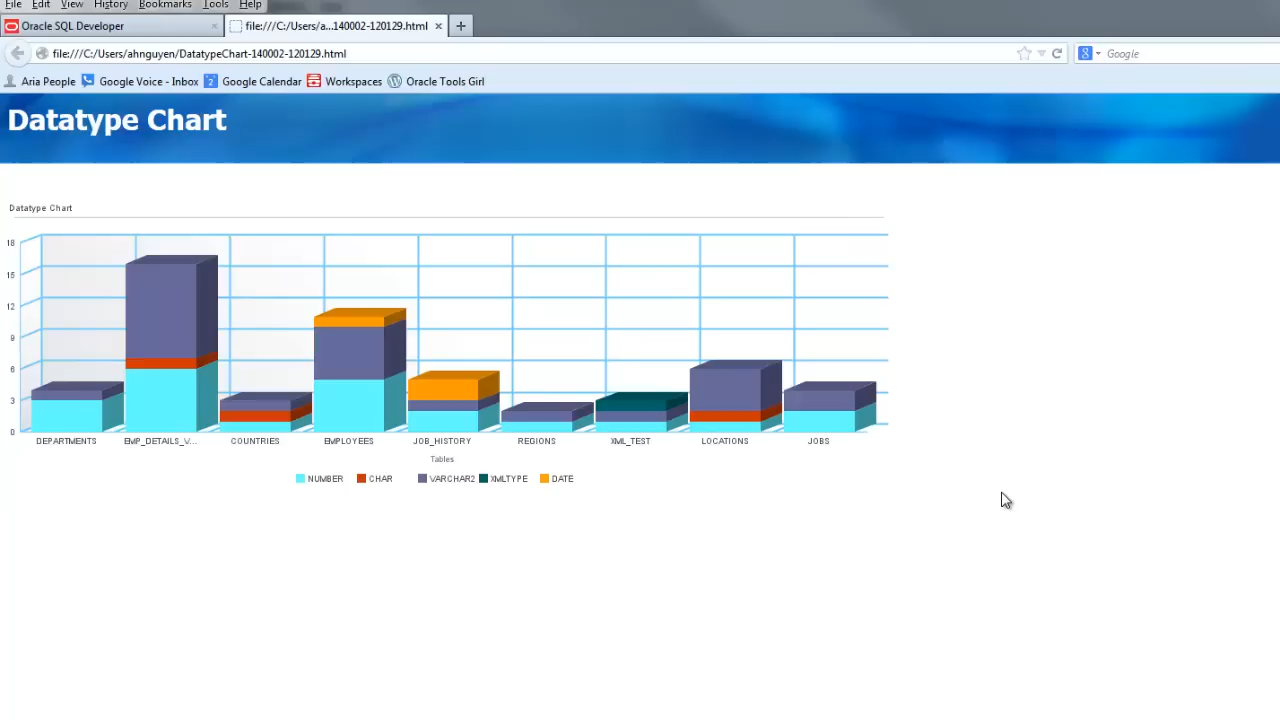 File Edit View History Bookmarks Tools Help
Oracle SQL Developer × file:///C:/Users/a...140002-120129.html × +
file:///C:/Users/ahnguyen/DatatypeChart-140002-120129.html 8 Google
Aria People Google Voice - Inbox 2 Google Calendar Workspaces Oracle Tools Girl
Datatype Chart
Datatype Chart
18
15
12
9
6
3
0
DEPARTMENTS EMP_DETAILS_V... COUNTRIES EMPLOYEES JOB_HISTORY REGIONS XML_TEST LOCATIONS JOBS
Tables
NUMBER CHAR VARCHAR2 XMLTYPE DATE